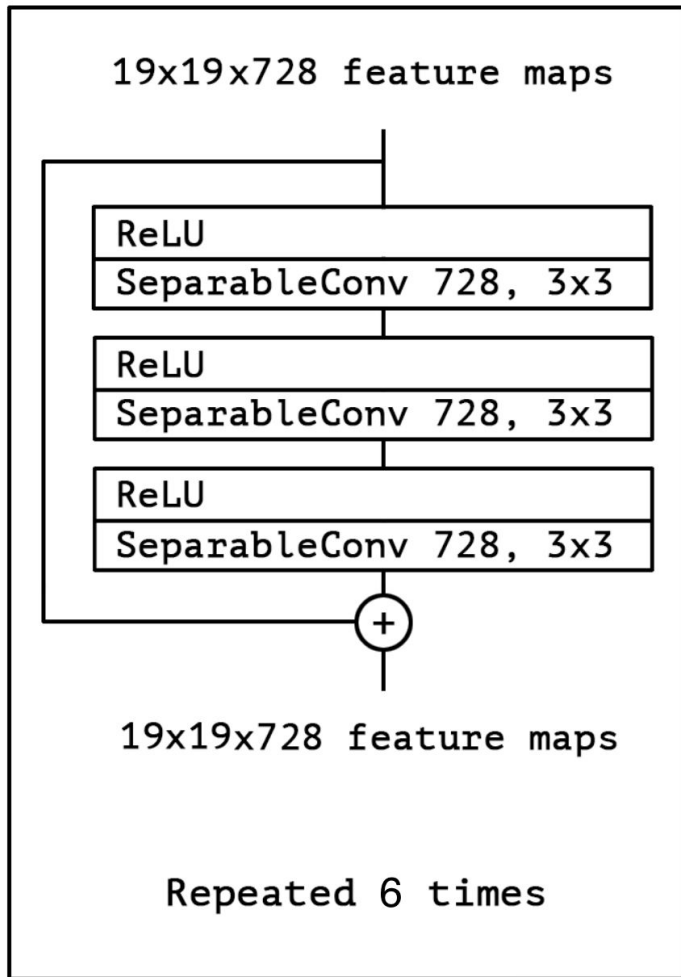 19x19x728 feature maps
ReLU
SeparableConv 728, 3x3
ReLU
SeparableConv 728, 3x3
ReLU
SeparableConv 728, 3x3
+
19x19x728 feature maps
Repeated 6 times